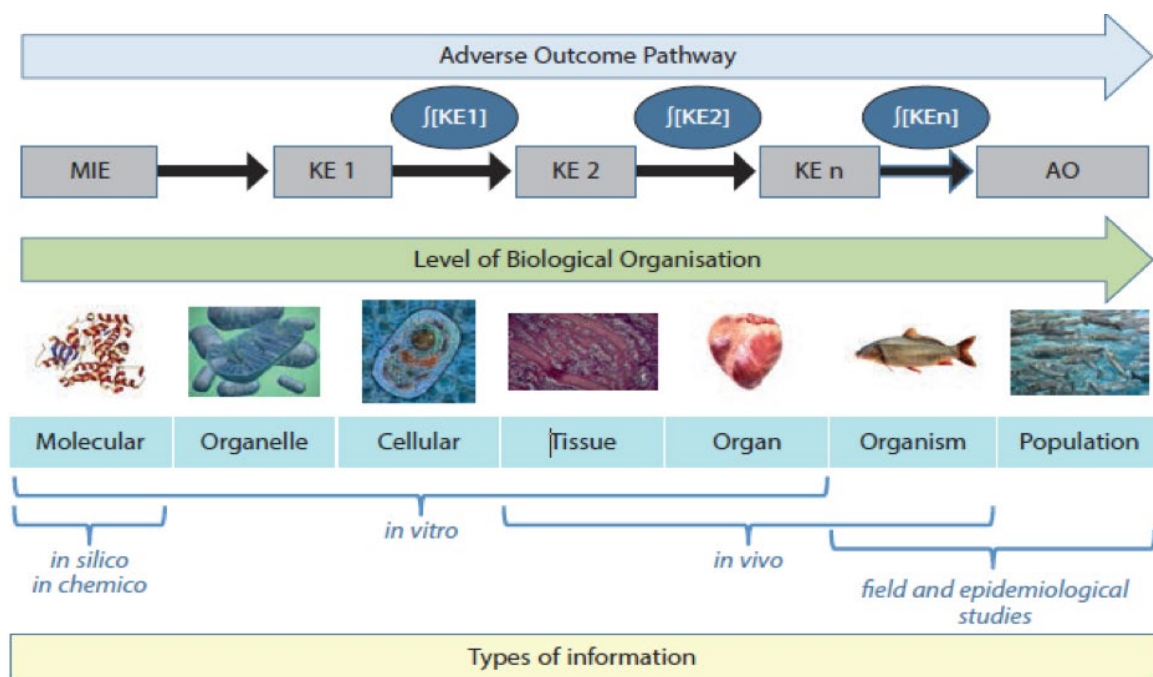 Adverse Outcome Pathway
∫[KE1]
∫[KE2]
∫[KEn]
MIE
KE 1
KE 2
KE n
AO
Level of Biological Organisation
Molecular
Organelle
Cellular
Tissue
Organ
Organism
Population
in vitro
in silico
in chemico
in vivo
field and epidemiological
studies
Types of information